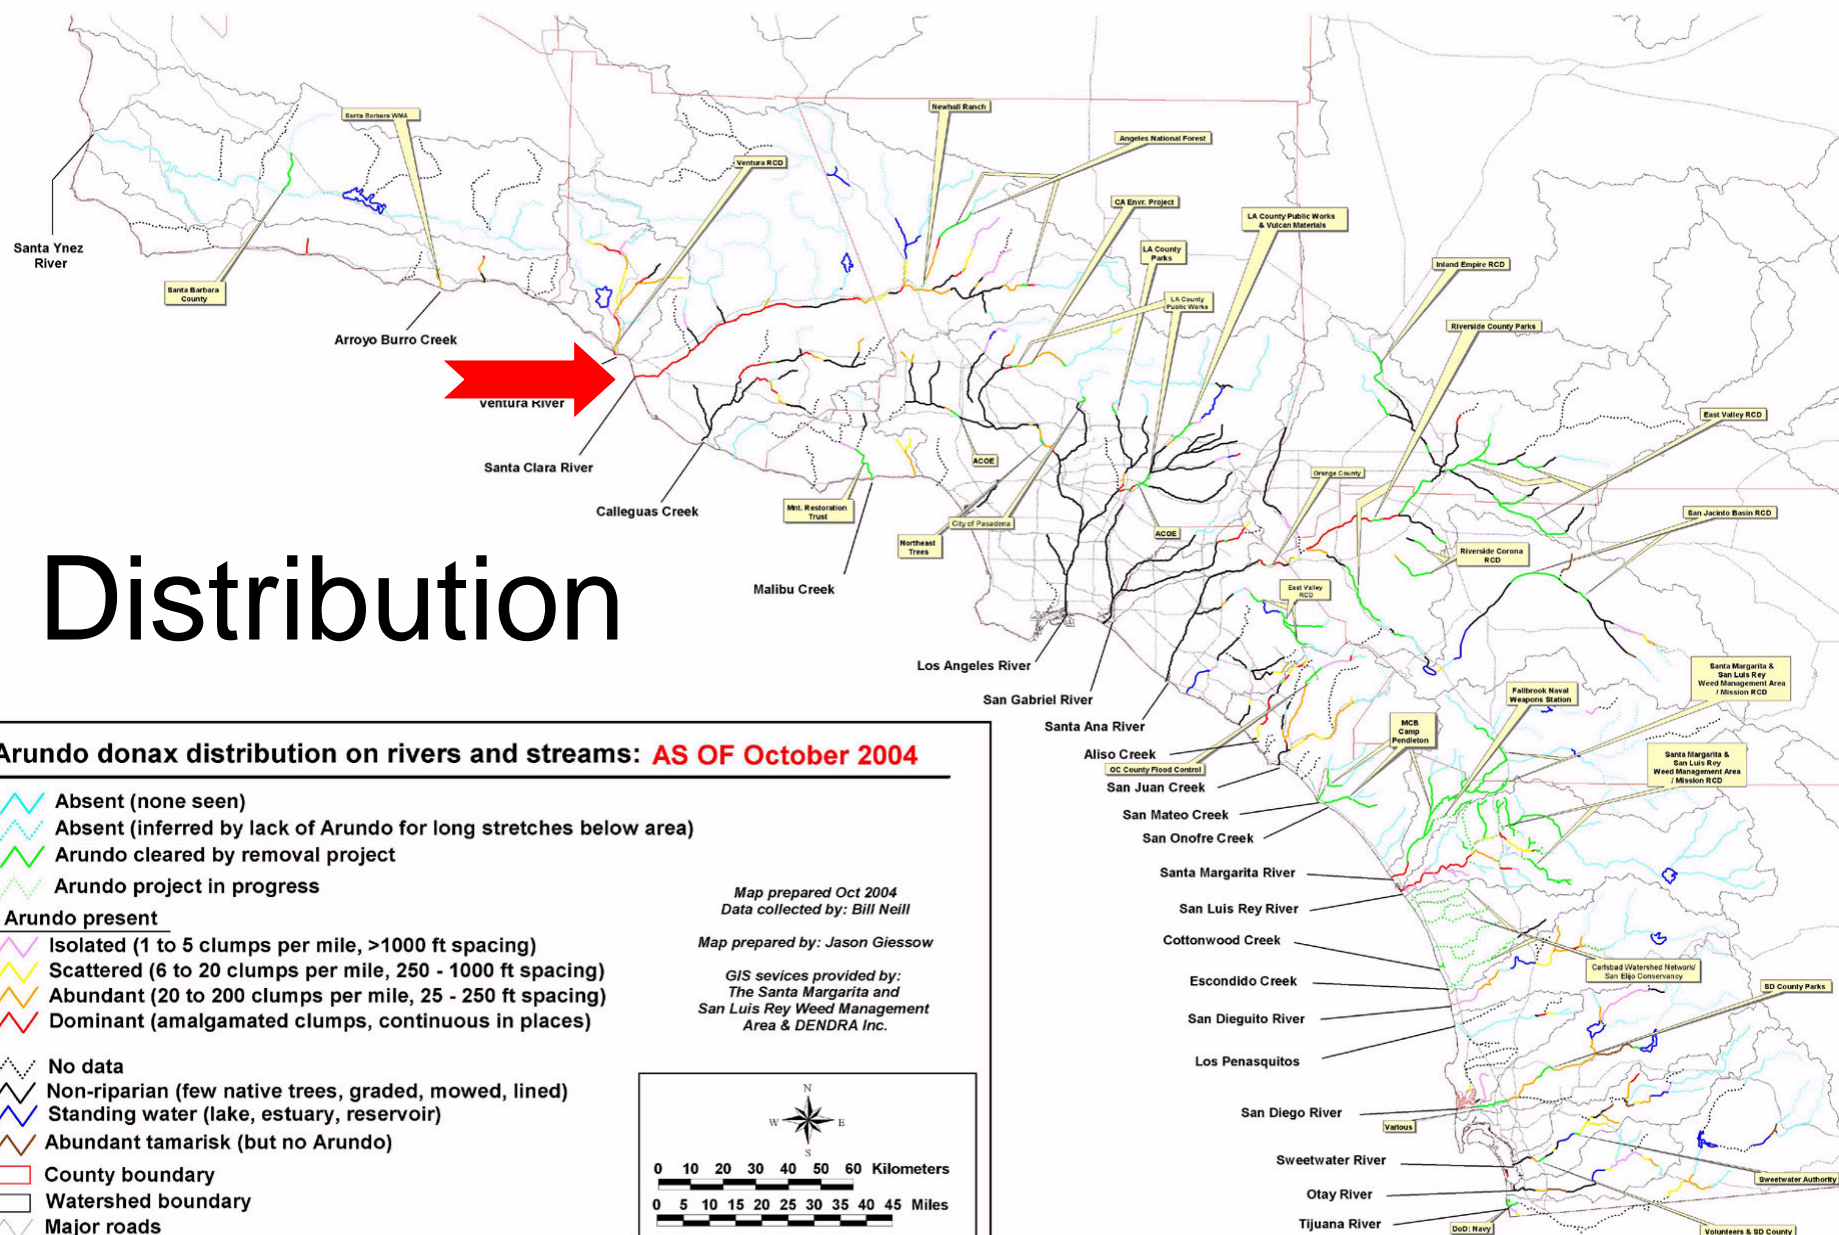 Newhall Ranch
Santa Barbara WMA
Angeles National Forest
Ventura RCD
CA Envr. Project
LA County Public Works
& Vulcan Materials
Santa Ynez
River
LA County
Parks
Inland EmpIre RCD
Santa Barbara
County
LA County
Public Works
Riverside County Parks
Arroyo Burro Creek
Ventura River
East Valley RCD
Santa Clara River
ACOE
Orange County
Calleguas Creek
Mnt. Restoration
Trust
City of Pasadena
San Jacinto Basin RCD
Northeast
Trees
ACOE
Riverside Corona
RCD
Distribution
Malibu Creek
East Valley
RCD
Los Angeles River
Santa Margarita &
San Luis Rey
Weed Management Area
/ Mission RCD
San Gabriel River
Fallbrook Naval
Weapons Station
Santa Ana River
MCB
Camp
Pendleton
Aliso Creek
OC County Flood Control
Santa Margarita &
San Luis Rey
Weed Management Area
/ Mission RCD
San Juan Creek
San Mateo Creek
San Onofre Creek
Santa Margarita River
San Luis Rey River
Cottonwood Creek
Carlsbad Watershed Network/
San Elijo Conservancy
Escondido Creek
SD County Parks
San Dieguito River
Los Penasquitos
San Diego River
Various
Sweetwater River
Sweetwater Authority
Otay River
Tijuana River
DoD: Navy
Volunteers & SD County
Arundo donax distribution on rivers and streams: AS OF October 2004
Absent (none seen)
Absent (inferred by lack of Arundo for long stretches below area)
Arundo cleared by removal project
Arundo project in progress
Arundo present
Isolated (1 to 5 clumps per mile, >1000 ft spacing)
Scattered (6 to 20 clumps per mile, 250 - 1000 ft spacing)
Abundant (20 to 200 clumps per mile, 25 - 250 ft spacing)
Dominant (amalgamated clumps, continuous in places)
No data
Non-riparian (few native trees, graded, mowed, lined)
Standing water (lake, estuary, reservoir)
Abundant tamarisk (but no Arundo)
County boundary
Watershed boundary
Major roads
Map prepared Oct 2004
Data collected by: Bill Neill
Map prepared by: Jason Giessow
GIS sevices provided by:
The Santa Margarita and
San Luis Rey Weed Management
Area & DENDRA Inc.
N
W E
S
0 10 20 30 40 50 60 Kilometers
0 5 10 15 20 25 30 35 40 45 Miles